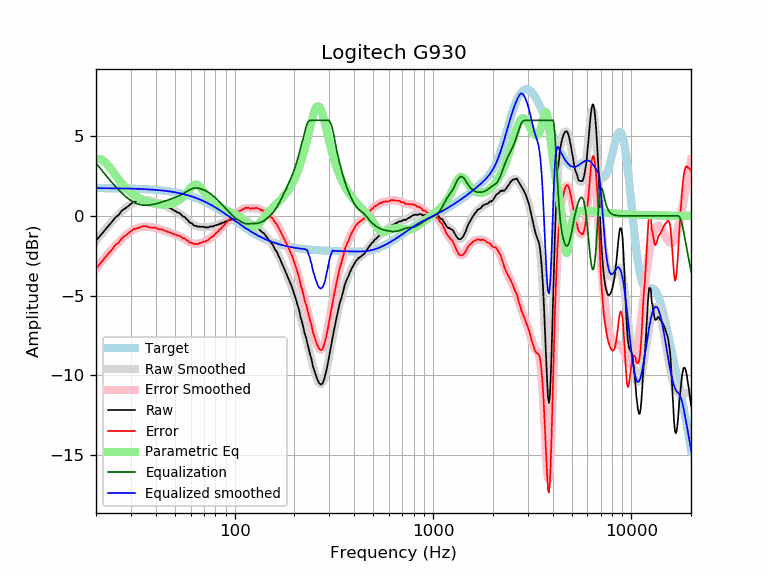 Logitech G930
Amplitude (dBr)
5
0
−5
−10
−15
Target
Raw Smoothed
Error Smoothed
Raw
Error
Parametric Eq
Equalization
Equalized smoothed
100
1000
10000
Frequency (Hz)